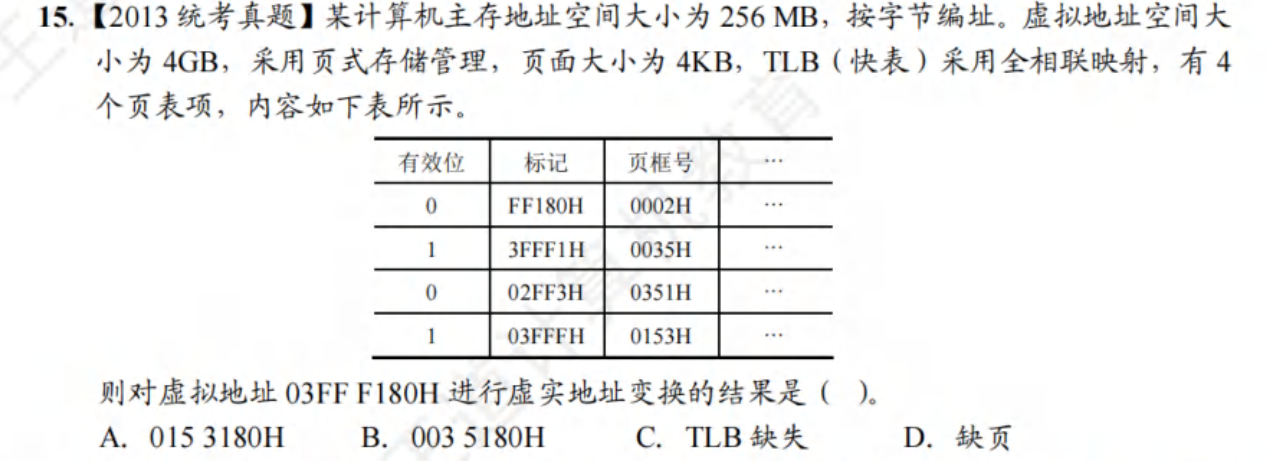 15.【2013 统考真题】某计算机主存地址空间大小为 256 MB，按字节编址。虚拟地址空间大
小为 4GB，采用页式存储管理，页面大小为 4KB，TLB（快表）采用全相联映射，有 4
个页表项，内容如下表所示。
有效位 标记 页框号 …
0 FF180H 0002H …
1 3FFF1H 0035H …
0 02FF3H 0351H …
1 03FFFH 0153H …
则对虚拟地址 03FF F180H 进行虚实地址变换的结果是（ ）。
A. 015 3180H B. 003 5180H C. TLB 缺失 D. 缺页